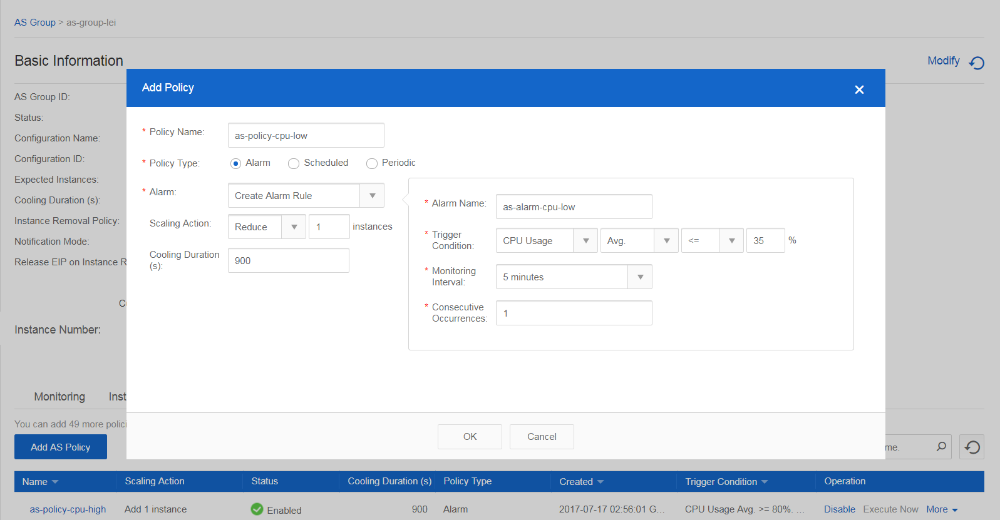 AS Group > as-group-lei
Basic Information
Modify
AS Group ID:
Status:
Configuration Name:
Configuration ID:
Expected Instances:
Cooling Duration (s):
Instance Removal Policy:
Notification Mode:
Release EIP on Instance R
C
Instance Number:
Monitoring Inst
You can add 49 more polici
Add AS Policy
me.
Add Policy
* Policy Name: as-policy-cpu-low
* Policy Type: Alarm Scheduled Periodic
* Alarm: Create Alarm Rule
Scaling Action: Reduce 1 instances
Cooling Duration
(s): 900
* Alarm Name: as-alarm-cpu-low
* Trigger
Condition: CPU Usage Avg. <= 35 %
* Monitoring
Interval: 5 minutes
* Consecutive
Occurrences: 1
OK Cancel
Name Scaling Action Status Cooling Duration (s) Policy Type Created Trigger Condition Operation
as-policy-cpu-high Add 1 instance Enabled 900 Alarm 2017-07-17 02:56:01 G... CPU Usage Avg. >= 80%. ... Disable Execute Now More